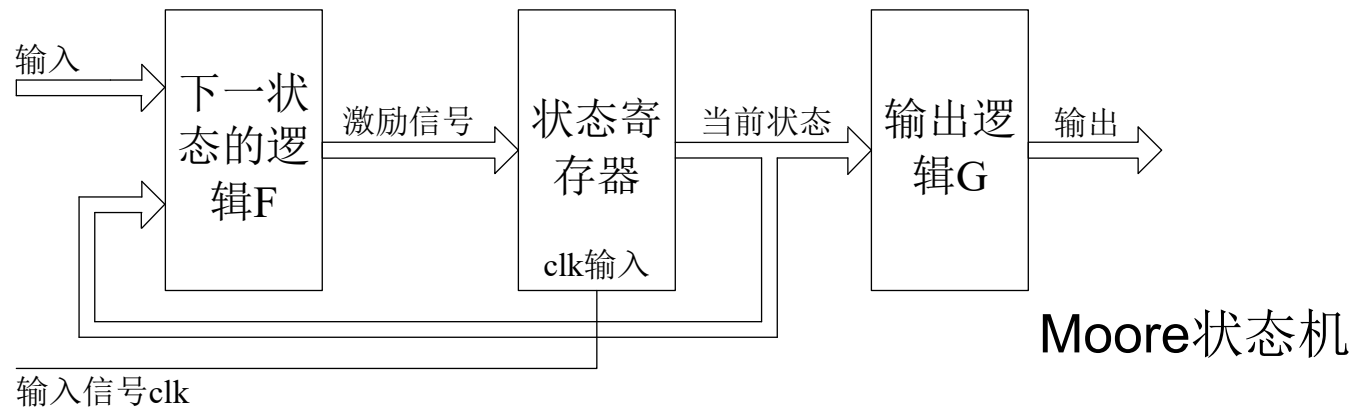 输入
下一状
态的逻
辑F
激励信号
状态寄
存器
clk输入
当前状态
输出逻
辑G
输出
Moore状态机
输入信号clk